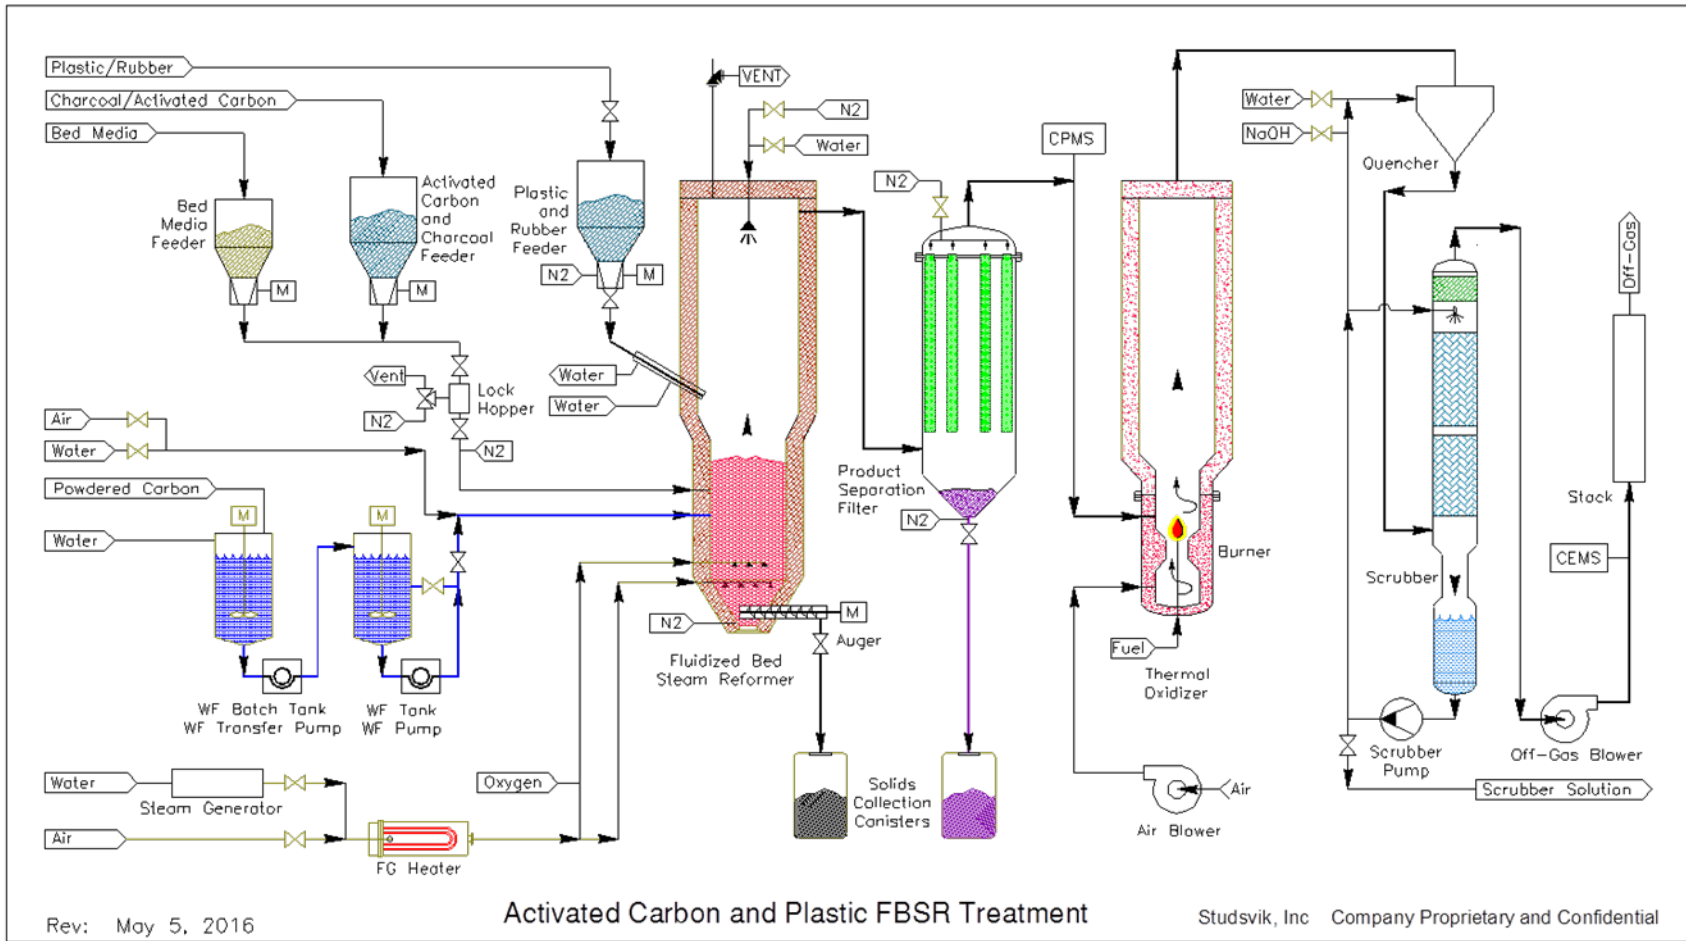 Plastic/Rubber
Charcoal/Activated Carbon
Bed Media
Bed
Media
Feeder
M
Activated
Carbon
and
Charcoal
Feeder
M
Plastic
and
Rubber
Feeder
N2
M
VENT
N2
Water
Vent
N2
Lock
Hopper
N2
Water
Water
Air
Water
Powdered Carbon
Water
M
M
WF Batch Tank
WF Transfer Pump
WF Tank
WF Pump
Water
Steam Generator
Air
FG Heater
Oxygen
N2
M
Auger
Fluidized Bed
Steam Reformer
N2
Product
Separation
Filter
N2
Solids
Collection
Canisters
CPMS
Burner
Fuel
Thermal
Oxidizer
Air
Air Blower
Water
NaOH
Quencher
Scrubber
Scrubber
Pump
Scrubber Solution
Off-Gas Blower
CEMS
Stack
Off-Gas
Rev: May 5, 2016
Activated Carbon and Plastic FBSR Treatment
Studsvik, Inc Company Proprietary and Confidential